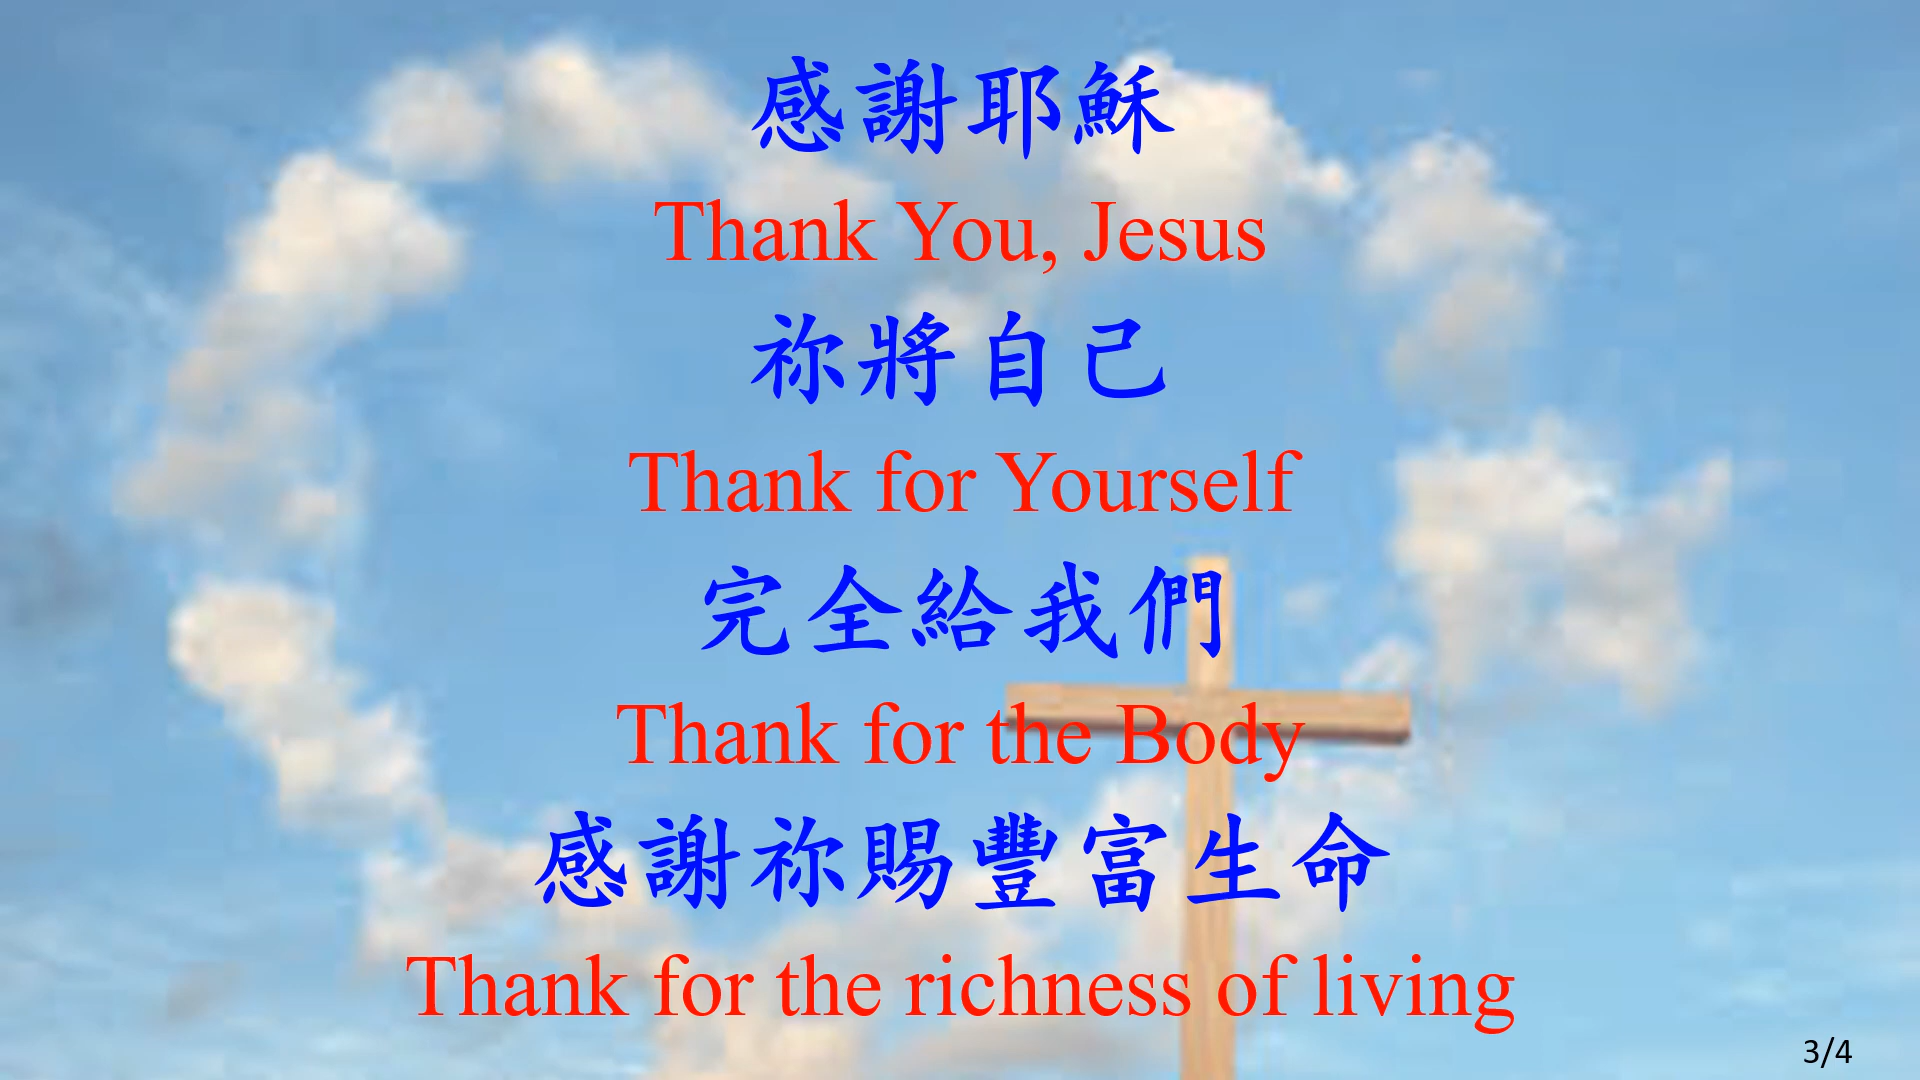 感謝耶穌
Thank You, Jesus
祢將自己
Thank for Yourself
完全給我們
Thank for the Body
感謝祢賜豐富生命
Thank for the richness of living
3/4